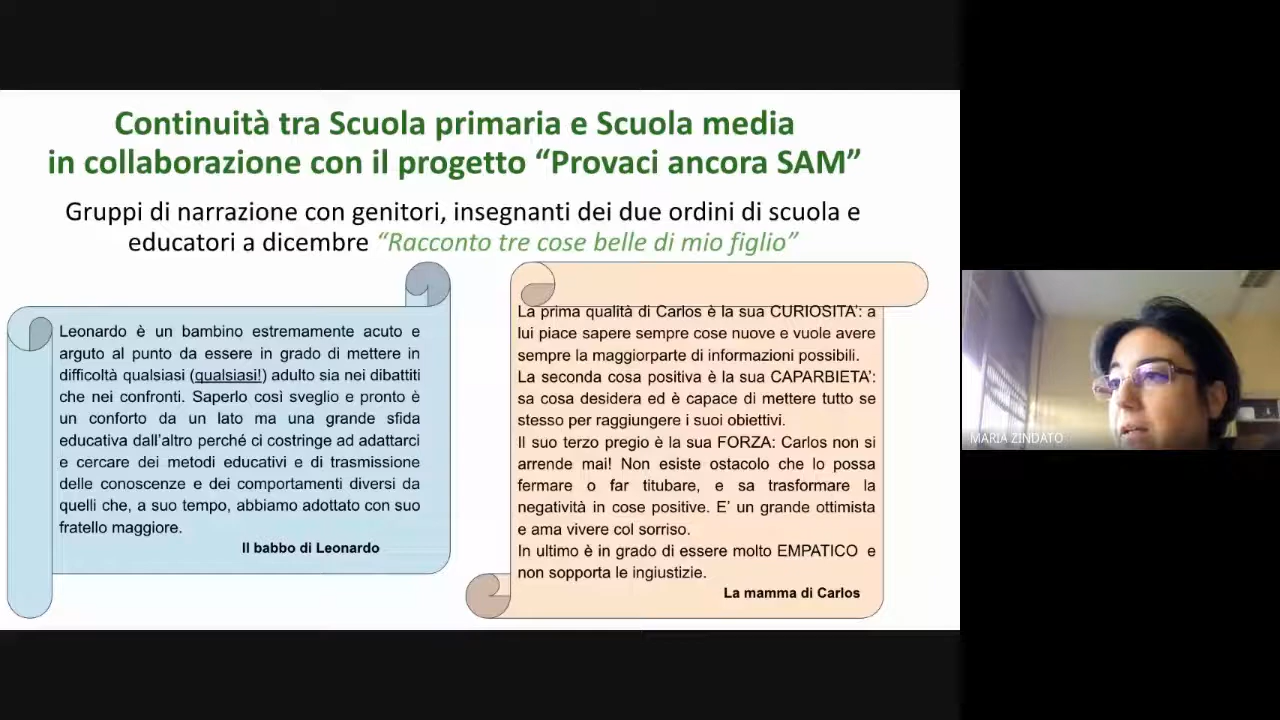 Continuità tra Scuola primaria e Scuola media
in collaborazione con il progetto “Provaci ancora SAM”
Gruppi di narrazione con genitori, insegnanti dei due ordini di scuola e
educatori a dicembre “Racconto tre cose belle di mio figlio”
Leonardo è un bambino estremamente acuto e
arguto al punto da essere in grado di mettere in
difficoltà qualsiasi (qualsiasi!) adulto sia nei dibattiti
che nei confronti. Saperlo così sveglio e pronto è
un conforto da un lato ma una grande sfida
educativa dall’altro perché ci costringe ad adattarci
e cercare dei metodi educativi e di trasmissione
delle conoscenze e dei comportamenti diversi da
quelli che, a suo tempo, abbiamo adottato con suo
fratello maggiore.
Il babbo di Leonardo
La prima qualità di Carlos è la sua CURIOSITA’: a
lui piace sapere sempre cose nuove e vuole avere
sempre la maggiorparte di informazioni possibili.
La seconda cosa positiva è la sua CAPARBIETA’:
sa cosa desidera ed è capace di mettere tutto se
stesso per raggiungere i suoi obiettivi.
Il suo terzo pregio è la sua FORZA: Carlos non si
arrende mai! Non esiste ostacolo che lo possa
fermare o far titubare, e sa trasformare la
negatività in cose positive. E’ un grande ottimista
e ama vivere col sorriso.
In ultimo è in grado di essere molto EMPATICO e
non sopporta le ingiustizie.
La mamma di Carlos
MARIA ZINDATO